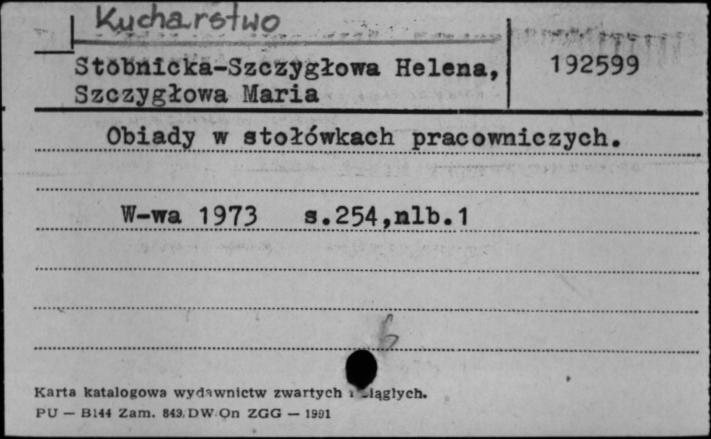 Kucharstwo
Stobnicka-Szczygłowa Helena, 192599
Szczygłowa Maria
Obiady w stołówkach pracowniczych.
W-wa 1973 s.254,nlb.1
Karta katalogowa wydawnictw zwartych
PU — B144 Zam. 843. DW. On ZGG — 1991